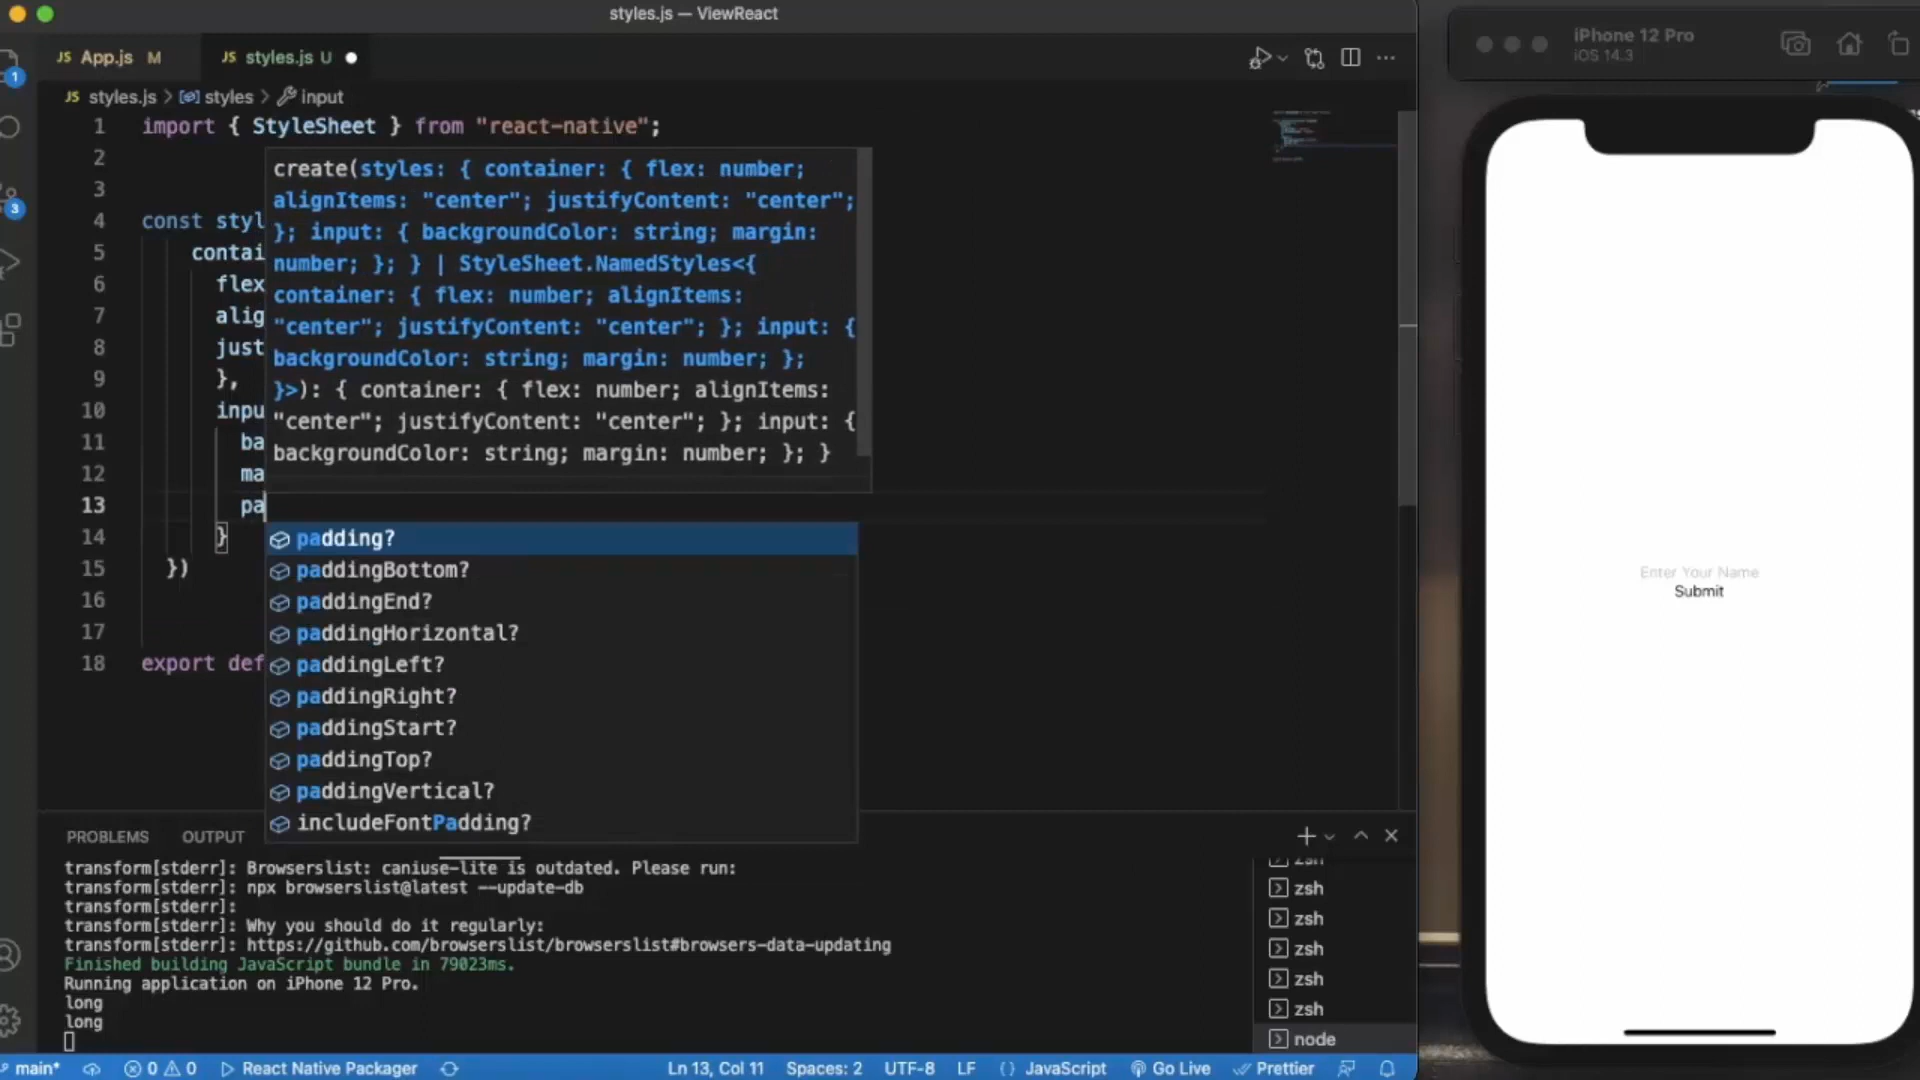 styles.js — ViewReact
JS App.js M
JS styles.js U
JS styles.js > styles > input
1 import { StyleSheet } from "react-native";
2
3
4 const styl
5 contai
6 flex
7 alig
8 just
9 },
10 inpu
11 ba
12 ma
13 pa
14 }
15 })
16
17
18 export def
create(styles: { container: { flex: number;
alignItems: "center"; justifyContent: "center";
}; input: { backgroundColor: string; margin:
number; }; } | StyleSheet.NamedStyles<{
container: { flex: number; alignItems:
"center"; justifyContent: "center"; }; input: {
backgroundColor: string; margin: number; };
}>): { container: { flex: number; alignItems:
"center"; justifyContent: "center"; }; input: {
backgroundColor: string; margin: number; }; }
padding?
paddingBottom?
paddingEnd?
paddingHorizontal?
paddingLeft?
paddingRight?
paddingStart?
paddingTop?
paddingVertical?
includeFontPadding?
1
3
PROBLEMS OUTPUT
transform[stderr]: Browserslist: caniuse-lite is outdated. Please run:
transform[stderr]: npx browserslist@latest --update-db
transform[stderr]:
transform[stderr]: Why you should do it regularly:
transform[stderr]: https://github.com/browserslist/browserslist#browsers-data-updating
Finished building JavaScript bundle in 79023ms.
Running application on iPhone 12 Pro.
long
long
zsh
zsh
zsh
zsh
zsh
zsh
node
main* 0 0 React Native Packager Ln 13, Col 11 Spaces: 2 UTF-8 LF {} JavaScript Go Live Prettier
iPhone 12 Pro
iOS 14.3
Enter Your Name
Submit